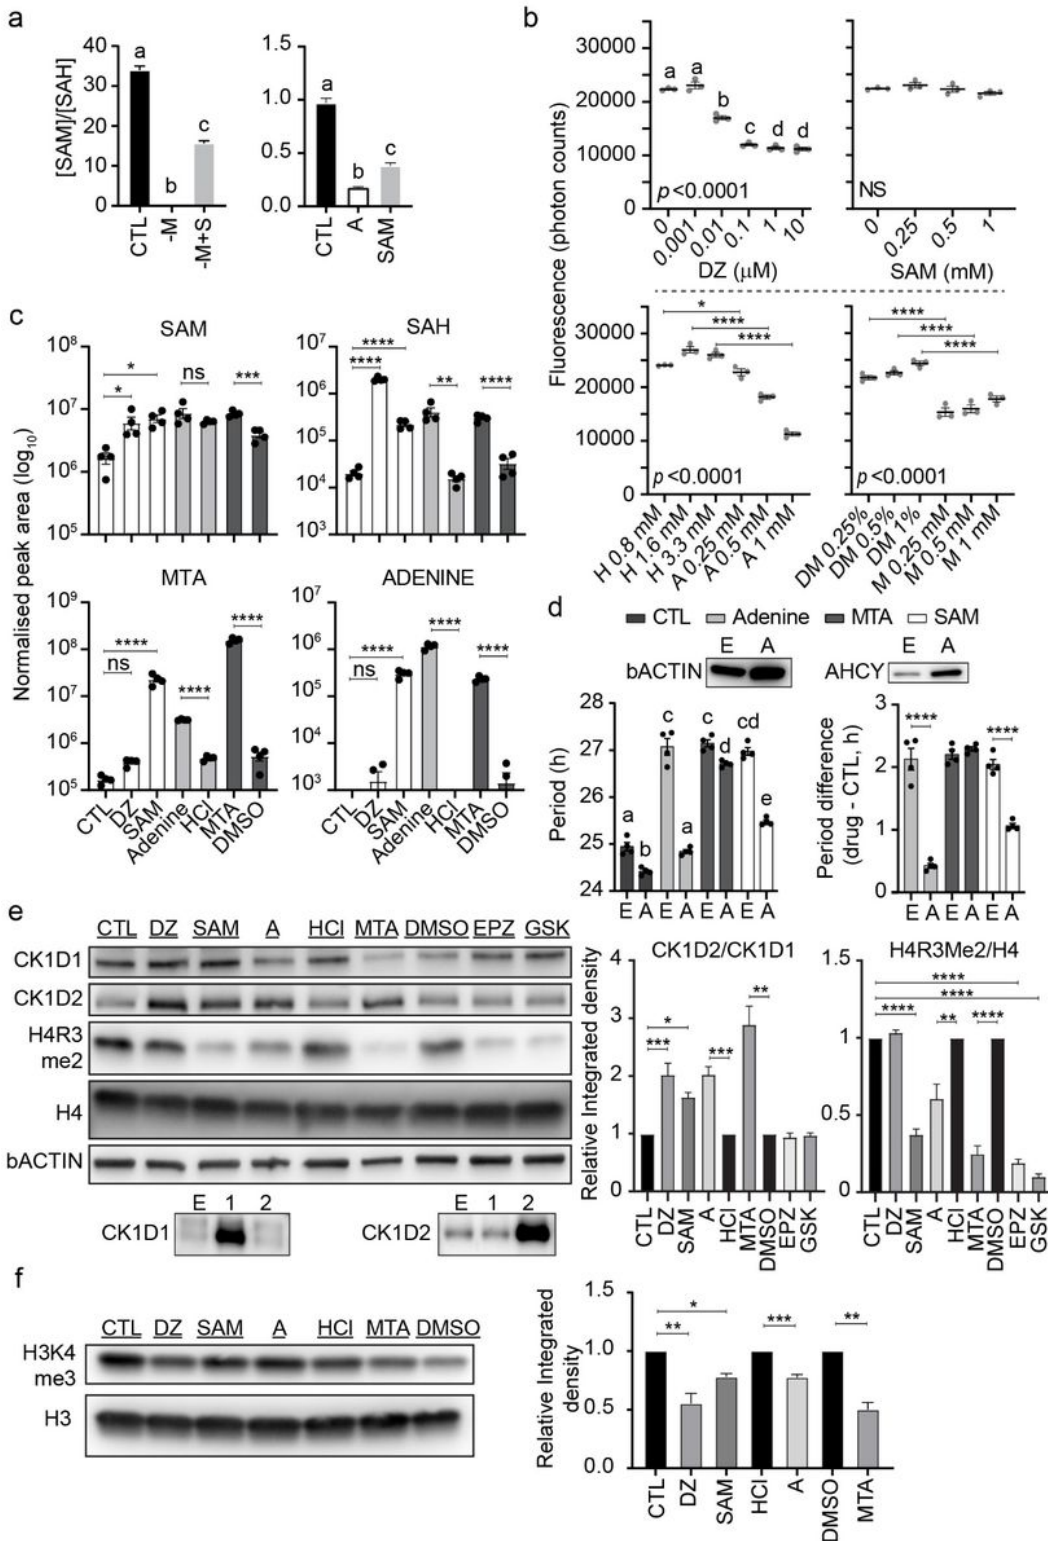 a
[SAM]/[SAH]
40
30
20
10
0
a
b
c
CTL
-M
-M+S
1.5
1.0
0.5
0.0
a
b
c
CTL
A
SAM
b
Fluorescence (photon counts)
30000
20000
10000
0
a a
b
c d d
p <0.0001
0 0.001 0.01 0.1 1 10
DZ (μM)
NS
0 0.25 0.5 1
SAM (mM)
30000
20000
10000
0
*
****
****
p <0.0001
H 0.8 mM
H 1.6 mM
H 3.3 mM
A 0.25 mM
A 0.5 mM
A 1 mM
****
****
****
p <0.0001
DM 0.25%
DM 0.5%
DM 1%
M 0.25 mM
M 0.5 mM
M 1 mM
c
Normalised peak area (log10)
SAM
10⁸
10⁷
10⁶
10⁵
*
*
ns
***
SAH
10⁷
10⁶
10⁵
10⁴
10³
****
****
**
****
MTA
10⁹
10⁸
10⁷
10⁶
10⁵
****
ns
****
****
CTL
DZ
SAM
Adenine
HCl
MTA
DMSO
ADENINE
10⁷
10⁶
10⁵
10⁴
10³
****
ns
****
****
CTL
DZ
SAM
Adenine
HCl
MTA
DMSO
d
CTL Adenine MTA SAM
E A
bACTIN
E A
AHCY
Period (h)
28
27
26
25
24
a b c a c d cd e
E A E A E A E A
Period difference
(drug - CTL, h)
3
2
1
0
****
****
E A E A E A
e
CTL DZ SAM A HCl MTA DMSO EPZ GSK
CK1D1
CK1D2
H4R3
me2
H4
bACTIN
E 1 2
CK1D1
E 1 2
CK1D2
CK1D2/CK1D1
Relative Integrated density
4
3
2
1
0
*
***
***
**
CTL
DZ
SAM
A
HCl
MTA
DMSO
EPZ
GSK
H4R3Me2/H4
1.5
1
0.5
0
****
****
****
**
****
CTL
DZ
SAM
A
HCl
MTA
DMSO
EPZ
GSK
f
CTL DZ SAM A HCl MTA DMSO
H3K4
me3
H3
Relative Integrated
density
1.5
1.0
0.5
0.0
*
**
***
**
CTL
DZ
SAM
HCl
A
DMSO
MTA